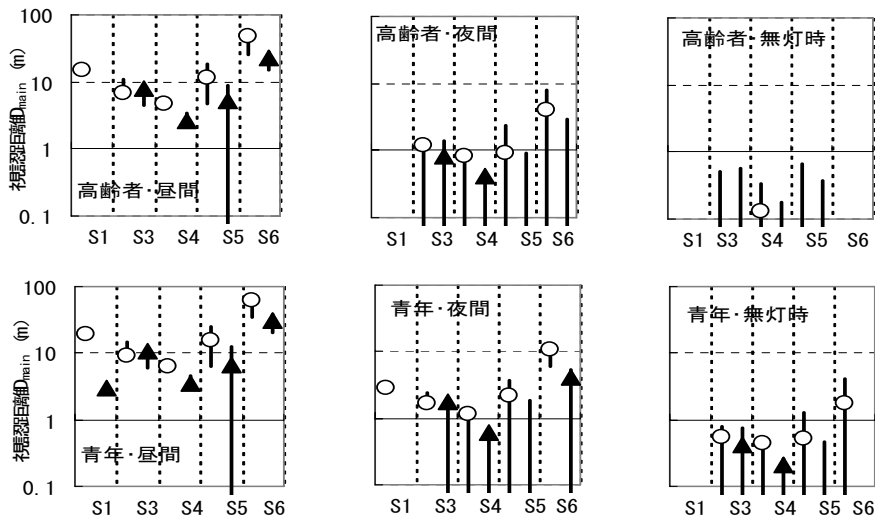 100
10
1
0.1
視認距離Dmain (m)
高齢者・昼間
S1 S3 S4 S5 S6
高齢者・夜間
S1 S3 S4 S5 S6
高齢者・無灯時
S1 S3 S4 S5 S6
100
10
1
0.1
視認距離Dmain (m)
青年・昼間
S1 S3 S4 S5 S6
青年・夜間
S1 S3 S4 S5 S6
青年・無灯時
S1 S3 S4 S5 S6